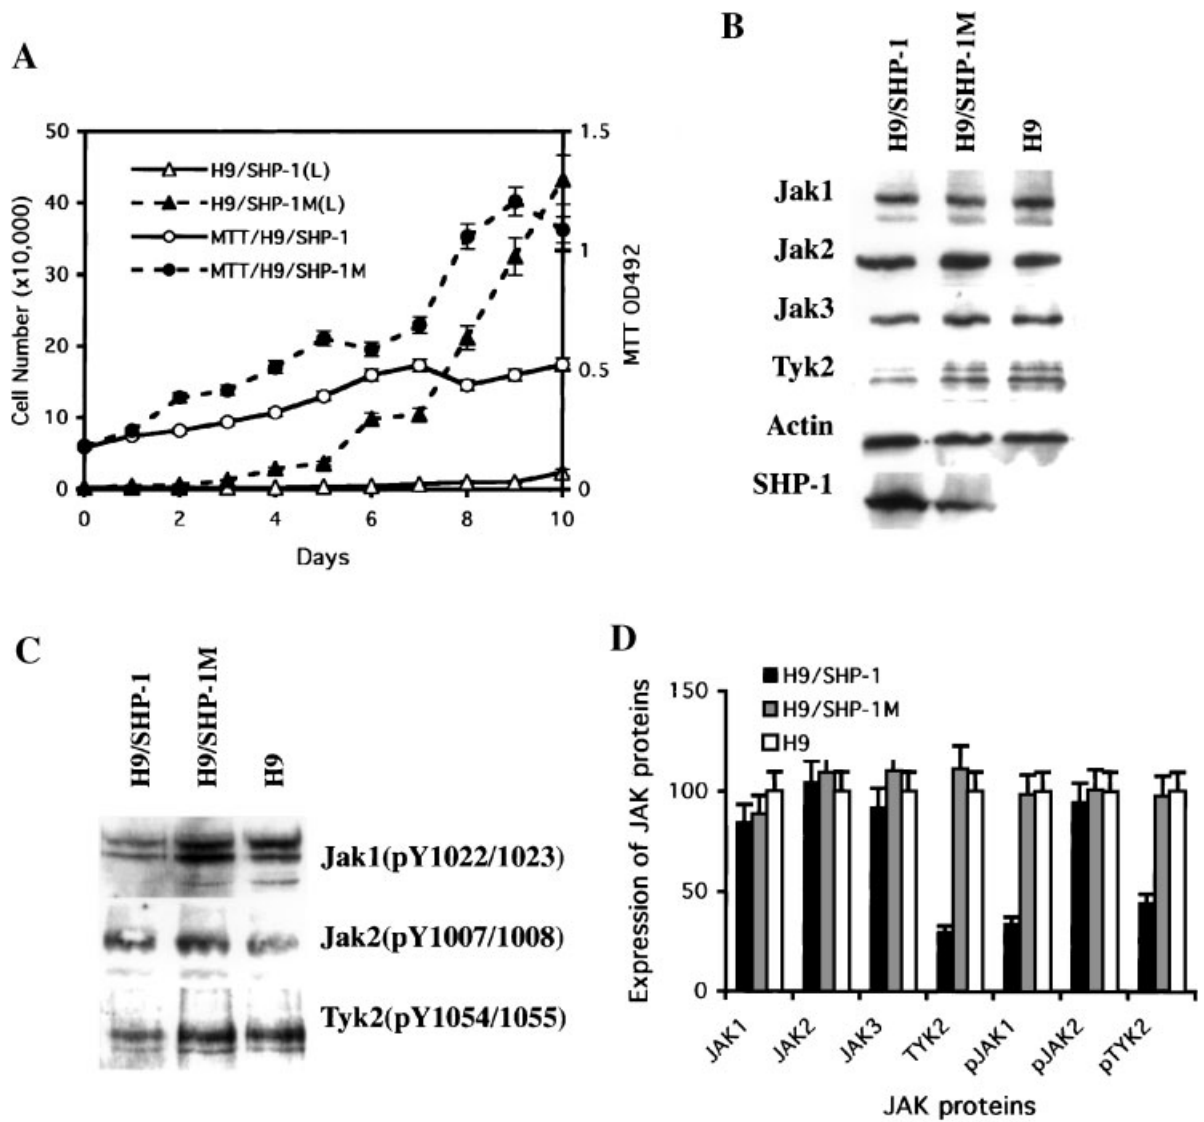 A
50
40
30
20
10
0
Cell Number (x10,000)
H9/SHP-1(L)
H9/SHP-1M(L)
MTT/H9/SHP-1
MTT/H9/SHP-1M
1.5
1
0.5
0
MTT OD492
0 2 4 6 8 10
Days
B
H9/SHP-1
H9/SHP-1M
H9
Jak1
Jak2
Jak3
Tyk2
Actin
SHP-1
C
H9/SHP-1
H9/SHP-1M
H9
Jak1(pY1022/1023)
Jak2(pY1007/1008)
Tyk2(pY1054/1055)
D
H9/SHP-1
H9/SHP-1M
H9
150
100
50
0
Expression of JAK proteins
JAK1
JAK2
JAK3
TYK2
pJAK1
pJAK2
pTYK2
JAK proteins